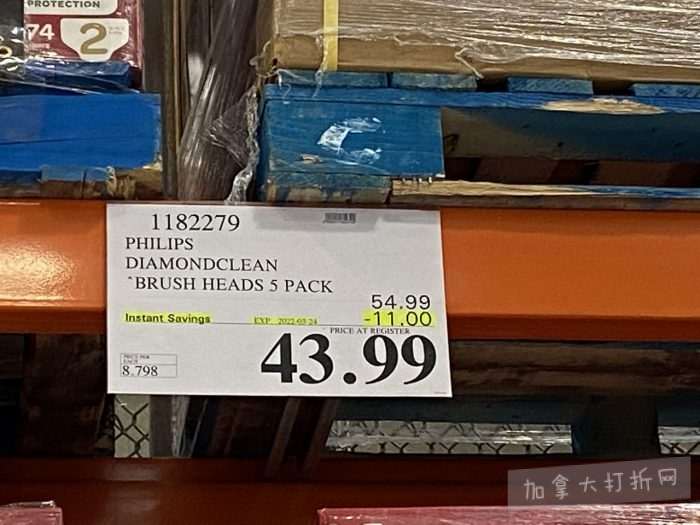 PROTECTION
74
2
1182279
PHILIPS
DIAMONDCLEAN
*BRUSH HEADS 5 PACK
54.99
Instant Savings EXP. 2022-03-24 -11.00
PRICE AT REGISTER
43.99
PRICE PER
EACH
8.798
加拿大打折网